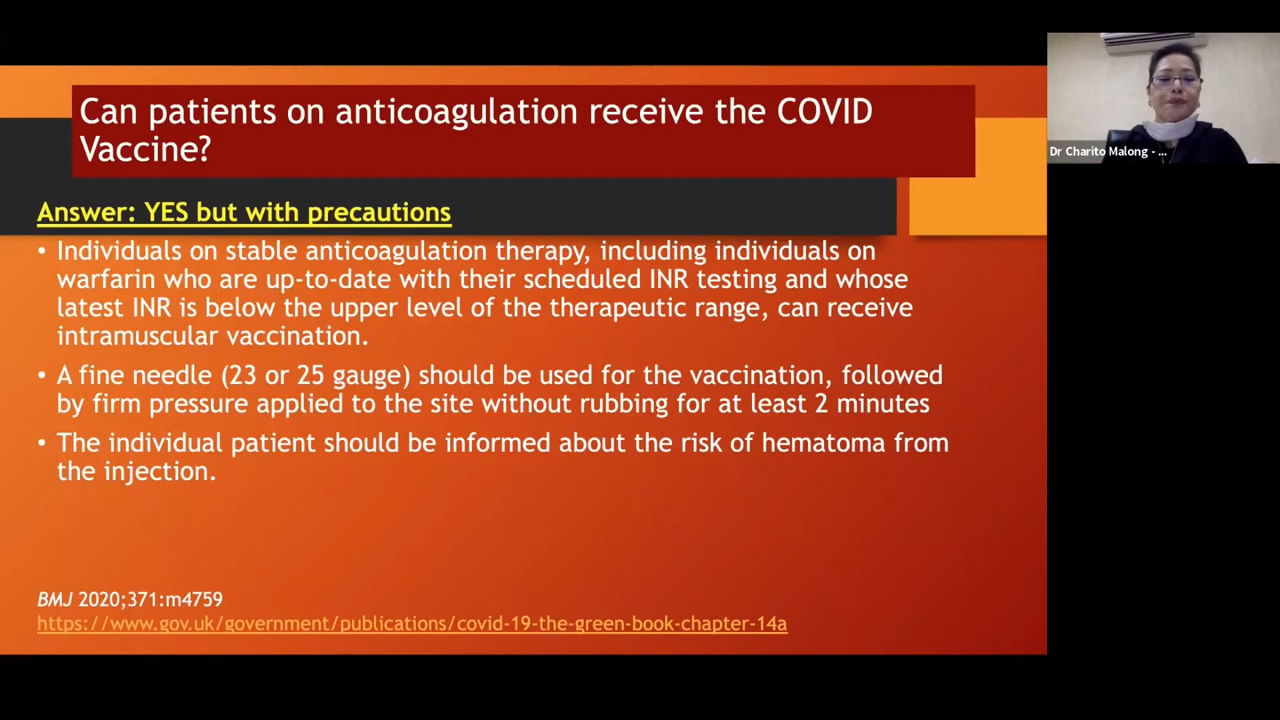 Can patients on anticoagulation receive the COVID
Vaccine?
Dr Charito Malong - ...
Answer: YES but with precautions
• Individuals on stable anticoagulation therapy, including individuals on
warfarin who are up-to-date with their scheduled INR testing and whose
latest INR is below the upper level of the therapeutic range, can receive
intramuscular vaccination.
• A fine needle (23 or 25 gauge) should be used for the vaccination, followed
by firm pressure applied to the site without rubbing for at least 2 minutes
• The individual patient should be informed about the risk of hematoma from
the injection.
BMJ 2020;371:m4759
https://www.gov.uk/government/publications/covid-19-the-green-book-chapter-14a